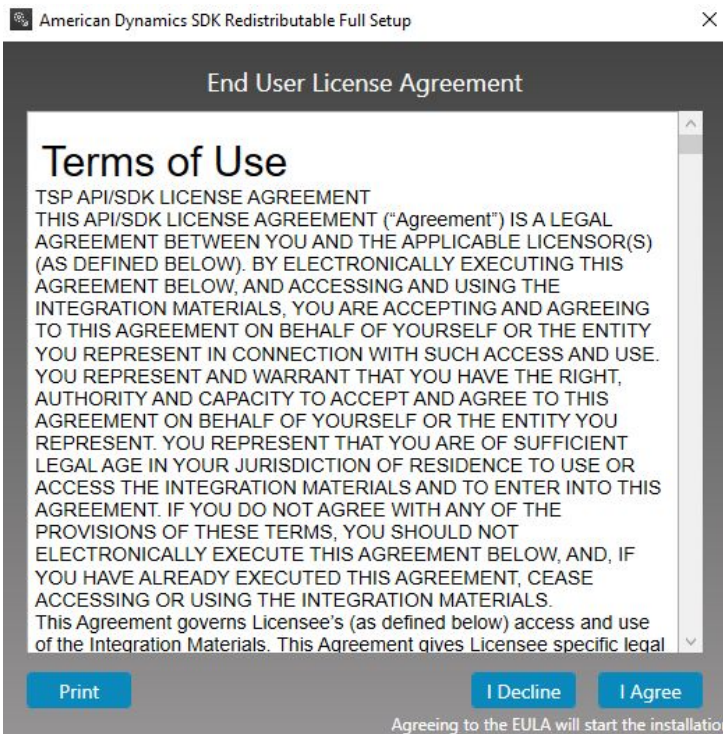 American Dynamics SDK Redistributable Full Setup
End User License Agreement
Terms of Use
TSP API/SDK LICENSE AGREEMENT
THIS API/SDK LICENSE AGREEMENT (“Agreement”) IS A LEGAL
AGREEMENT BETWEEN YOU AND THE APPLICABLE LICENSOR(S)
(AS DEFINED BELOW). BY ELECTRONICALLY EXECUTING THIS
AGREEMENT BELOW, AND ACCESSING AND USING THE
INTEGRATION MATERIALS, YOU ARE ACCEPTING AND AGREEING
TO THIS AGREEMENT ON BEHALF OF YOURSELF OR THE ENTITY
YOU REPRESENT IN CONNECTION WITH SUCH ACCESS AND USE.
YOU REPRESENT AND WARRANT THAT YOU HAVE THE RIGHT,
AUTHORITY AND CAPACITY TO ACCEPT AND AGREE TO THIS
AGREEMENT ON BEHALF OF YOURSELF OR THE ENTITY YOU
REPRESENT. YOU REPRESENT THAT YOU ARE OF SUFFICIENT
LEGAL AGE IN YOUR JURISDICTION OF RESIDENCE TO USE OR
ACCESS THE INTEGRATION MATERIALS AND TO ENTER INTO THIS
AGREEMENT. IF YOU DO NOT AGREE WITH ANY OF THE
PROVISIONS OF THESE TERMS, YOU SHOULD NOT
ELECTRONICALLY EXECUTE THIS AGREEMENT BELOW, AND, IF
YOU HAVE ALREADY EXECUTED THIS AGREEMENT, CEASE
ACCESSING OR USING THE INTEGRATION MATERIALS.
This Agreement governs Licensee’s (as defined below) access and use
of the Integration Materials. This Agreement gives Licensee specific legal
Print
I Decline
I Agree
Agreeing to the EULA will start the installatio